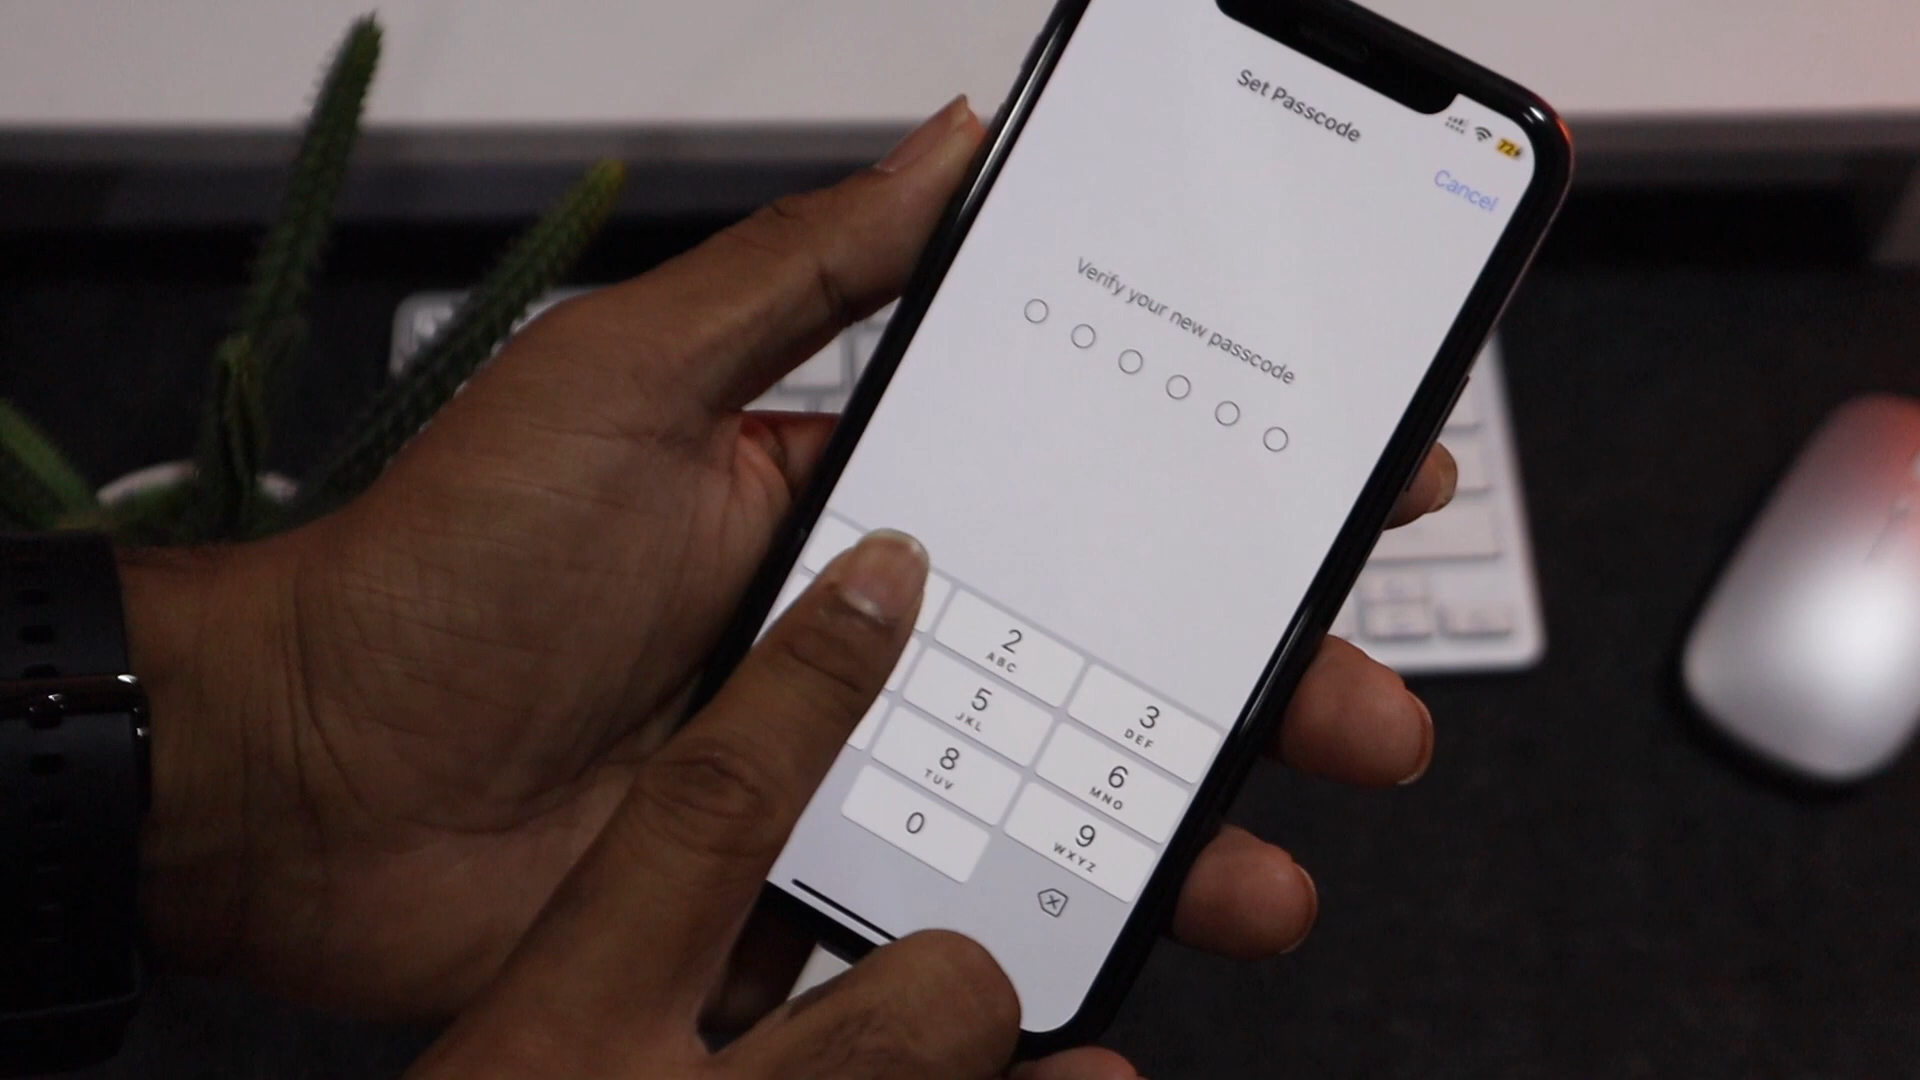 Set Passcode
72
Cancel
Verify your new passcode
2
ABC
3
DEF
5
JKL
6
MNO
8
TUV
9
WXYZ
0